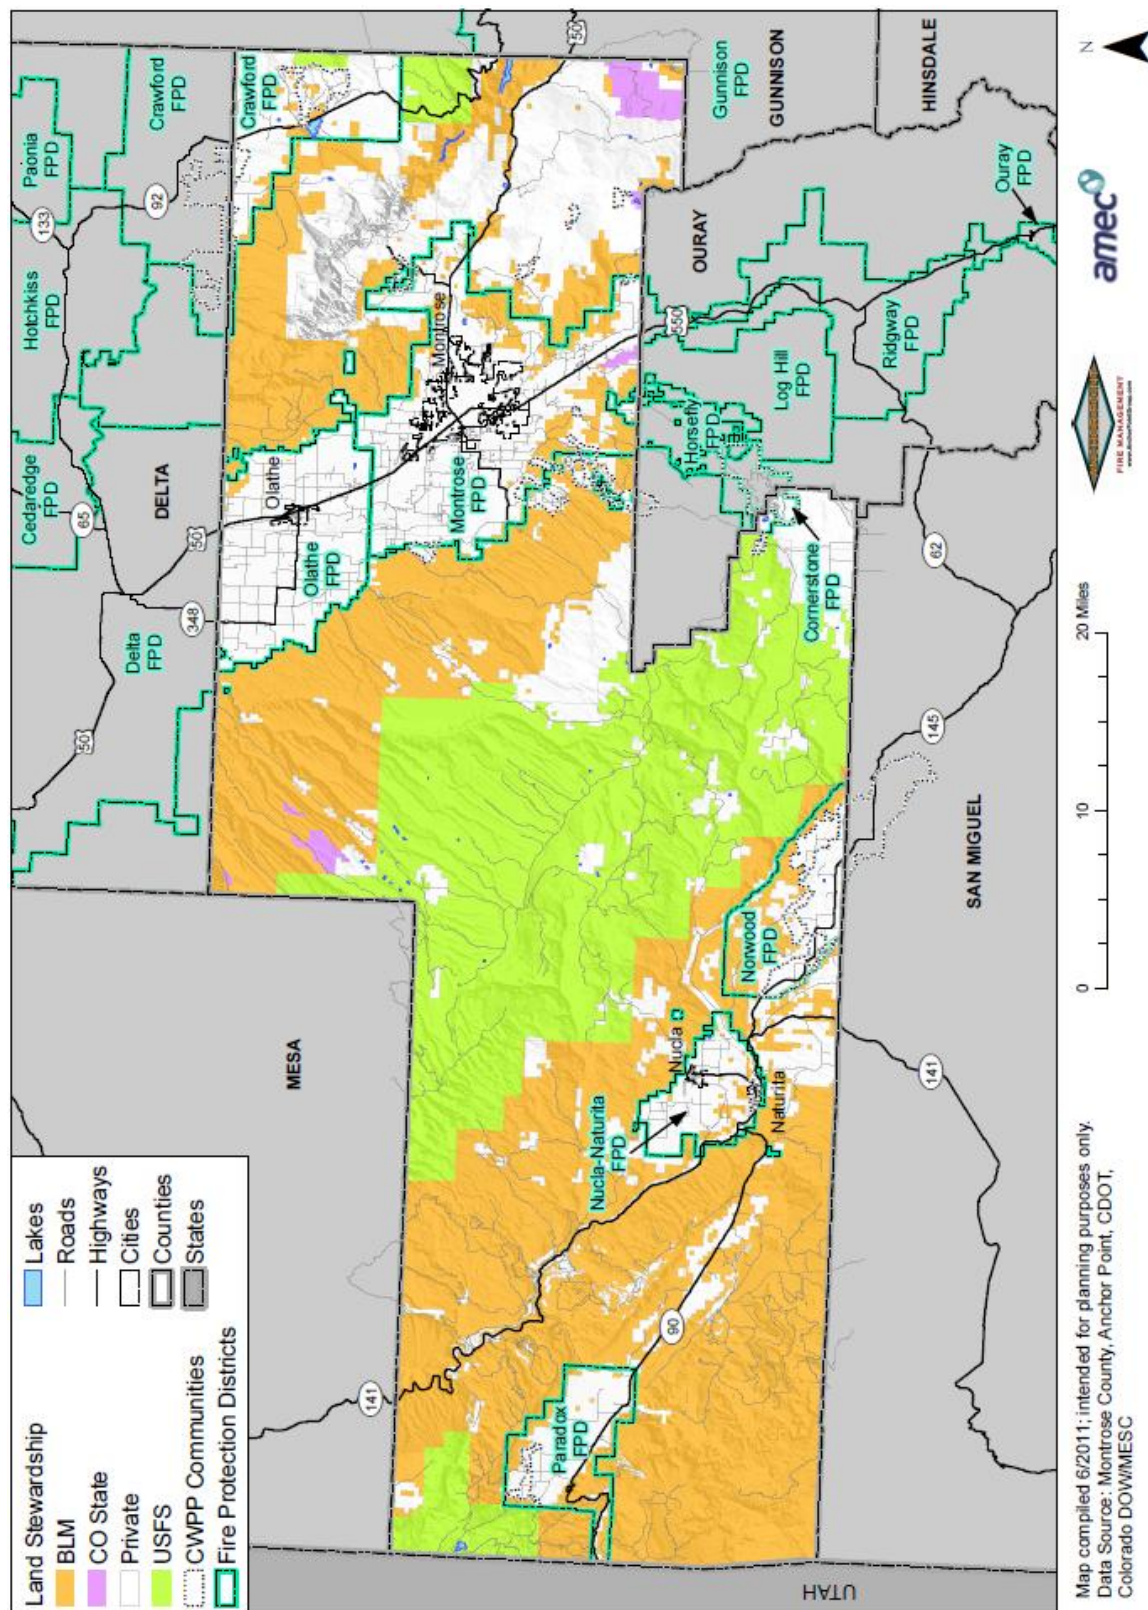 Land Stewardship
BLM
CO State
Private
USFS
CWPP Communities
Fire Protection Districts
Lakes
Roads
Highways
Cities
Counties
States
MESA
DELTA
GUNNISON
HINSDALE
OURAY
SAN MIGUEL
UTAH
Cedaredge
FPD
Hotchkiss
FPD
Paonia
FPD
Crawford
FPD
Crawford
FPD
Delta
FPD
Olathe
Olathe
FPD
Montrose
Montrose
FPD
Gunnison
FPD
Horsefly
FPD
Log Hill
FPD
Ridgway
FPD
Ouray
FPD
Cornerstone
FPD
Norwood
FPD
Nucla
Naturita
Nucla-Naturita
FPD
Paradox
FPD
50
65
133
92
50
348
50
550
62
145
141
141
90
0
10
20 Miles
N
amec
FIRE MANAGEMENT
Map compiled 6/2011; intended for planning purposes only.
Data Source: Montrose County, Anchor Point, CDOT,
Colorado DOW/MESC